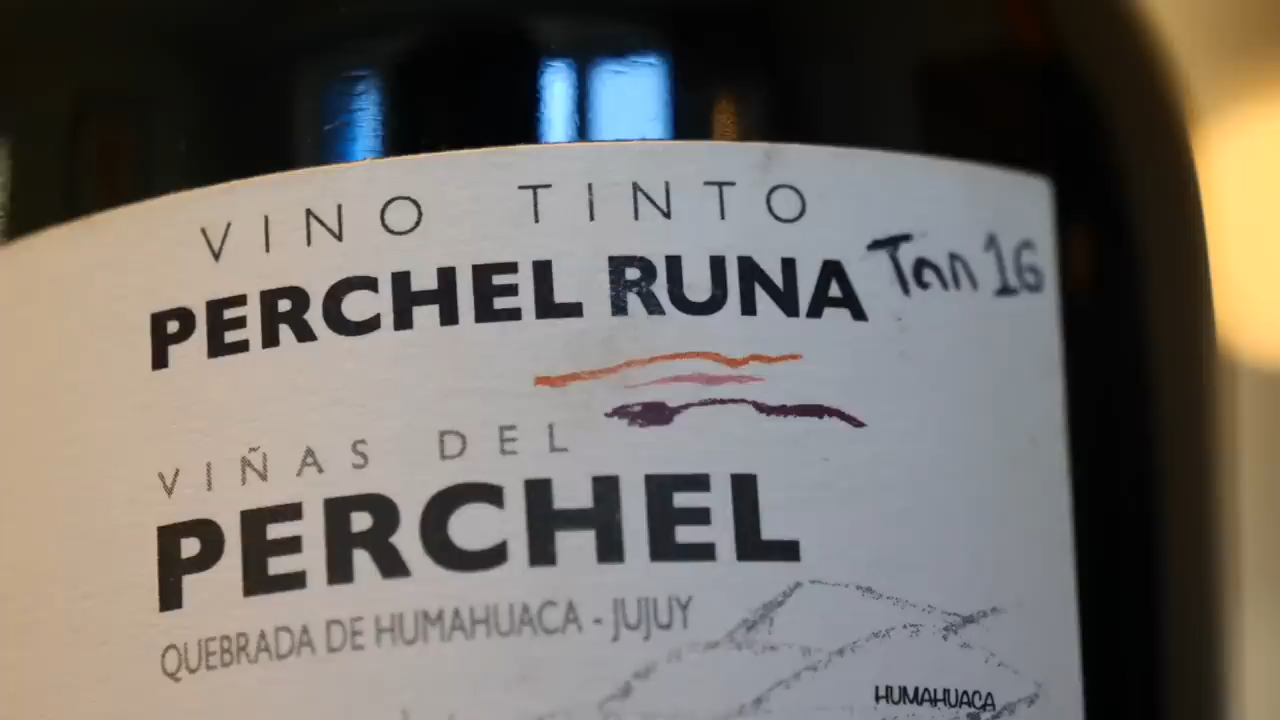 VINO TINTO
PERCHEL RUNA Tan 16
VIÑAS DEL
PERCHEL
QUEBRADA DE HUMAHUACA - JUJUY
HUMAHUACA